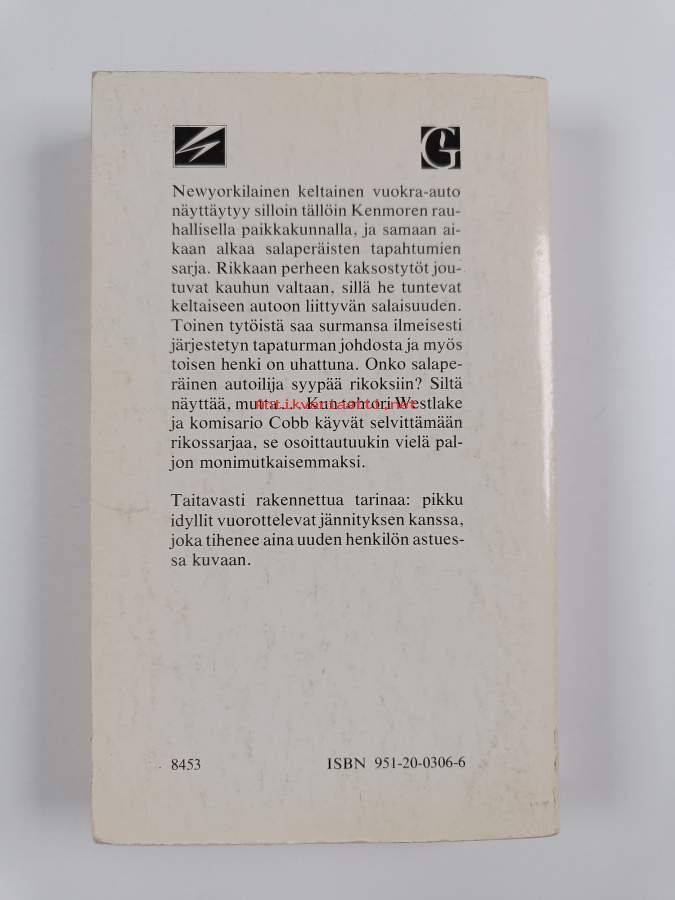 G
Newyorkilainen keltainen vuokra-auto
näyttäytyy silloin tällöin Kenmoren rau-
hallisella paikkakunnalla, ja samaan ai-
kaan alkaa salaperäisten tapahtumien
sarja. Rikkaan perheen kaksostytöt jou-
tuvat kauhun valtaan, sillä he tuntevat
keltaiseen autoon liittyvän salaisuuden.
Toinen tytöistä saa surmansa ilmeisesti
järjestetyn tapaturman johdosta ja myös
toisen henki on uhattuna. Onko salape-
räinen autoilija syypää rikoksiin? Siltä
näyttää, mutta... Kun tohtori Westlake
Antikvariaatti.net
ja komisario Cobb käyvät selvittämään
rikossarjaa, se osoittautuukin vielä pal-
jon monimutkaisemmaksi.
Taitavasti rakennettua tarinaa: pikku
idyllit vuorottelevat jännityksen kanssa,
joka tihenee aina uuden henkilön astues-
sa kuvaan.
8453 ISBN 951-20-0306-6